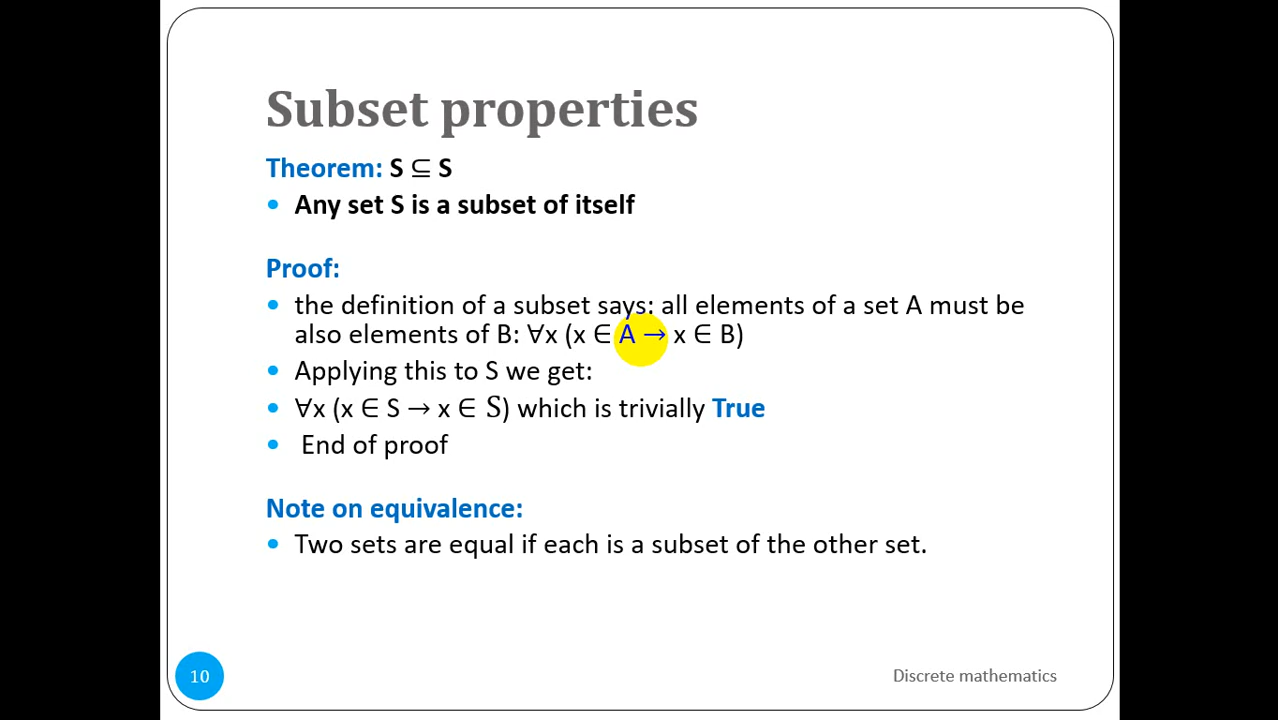 Subset properties
Theorem: S ⊆ S
• Any set S is a subset of itself
Proof:
• the definition of a subset says: all elements of a set A must be
also elements of B: ∀x (x ∈ A → x ∈ B)
• Applying this to S we get:
• ∀x (x ∈ S → x ∈ S) which is trivially True
• End of proof
Note on equivalence:
• Two sets are equal if each is a subset of the other set.
10
Discrete mathematics